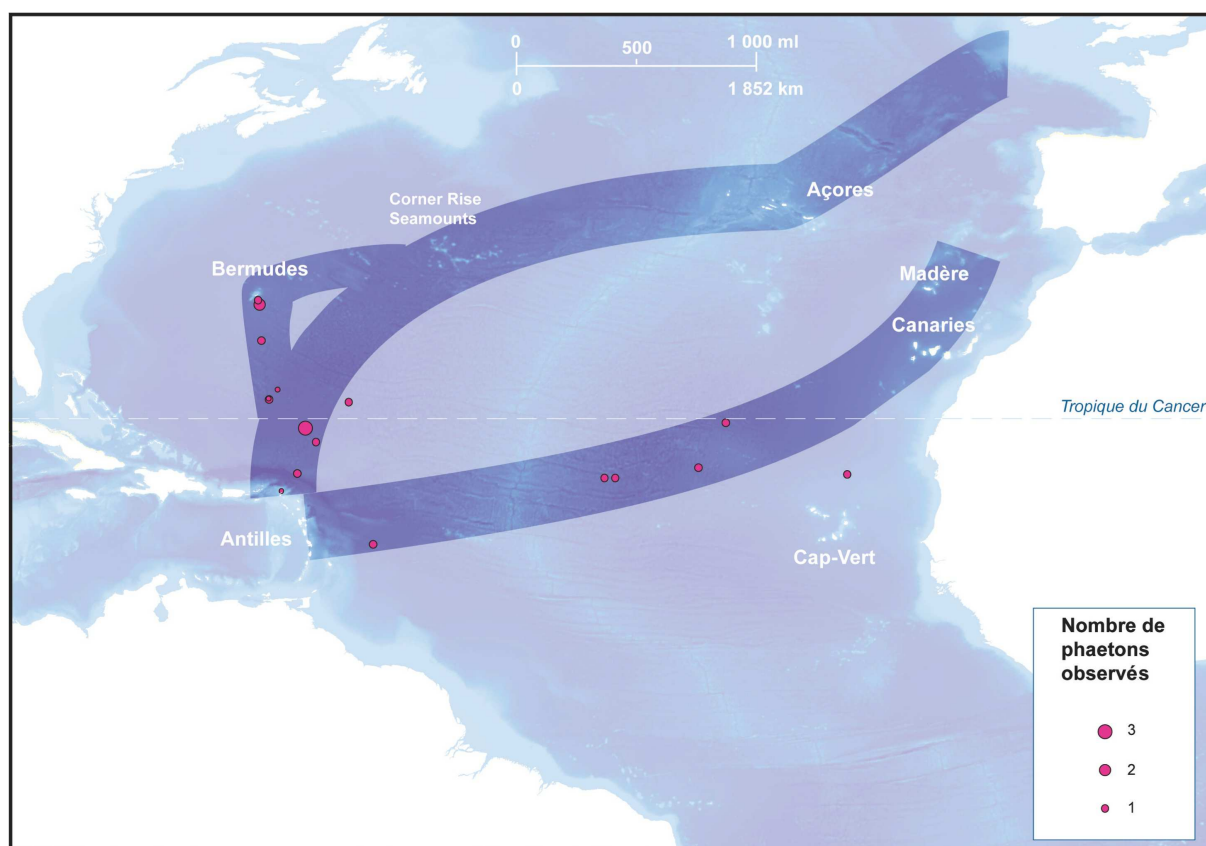 0 500 1 000 ml
0 1 852 km
Corner Rise
Seamounts
Açores
Bermudes
Madère
Canaries
Tropique du Cancer
Antilles
Cap-Vert
Nombre de
phaetons
observés
3
2
1